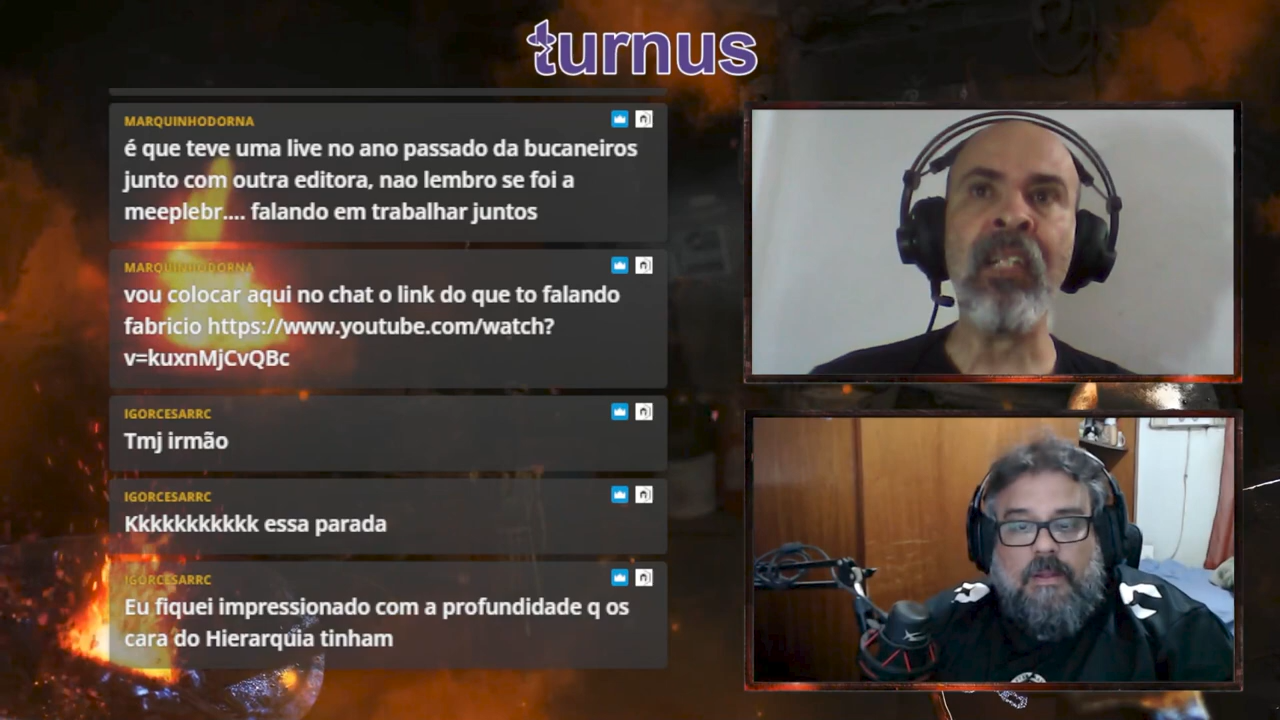 turnus
MARQUINHODORNA
é que teve uma live no ano passado da bucaneiros
junto com outra editora, nao lembro se foi a
meeplebr.... falando em trabalhar juntos
MARQUINHODORNA
vou colocar aqui no chat o link do que to falando
fabricio https://www.youtube.com/watch?
v=kuxnMjCvQBc
IGORCESARRC
Tmj irmão
IGORCESARRC
Kkkkkkkkkkk essa parada
IGORCESARRC
Eu fiquei impressionado com a profundidade q os
cara do Hierarquia tinham